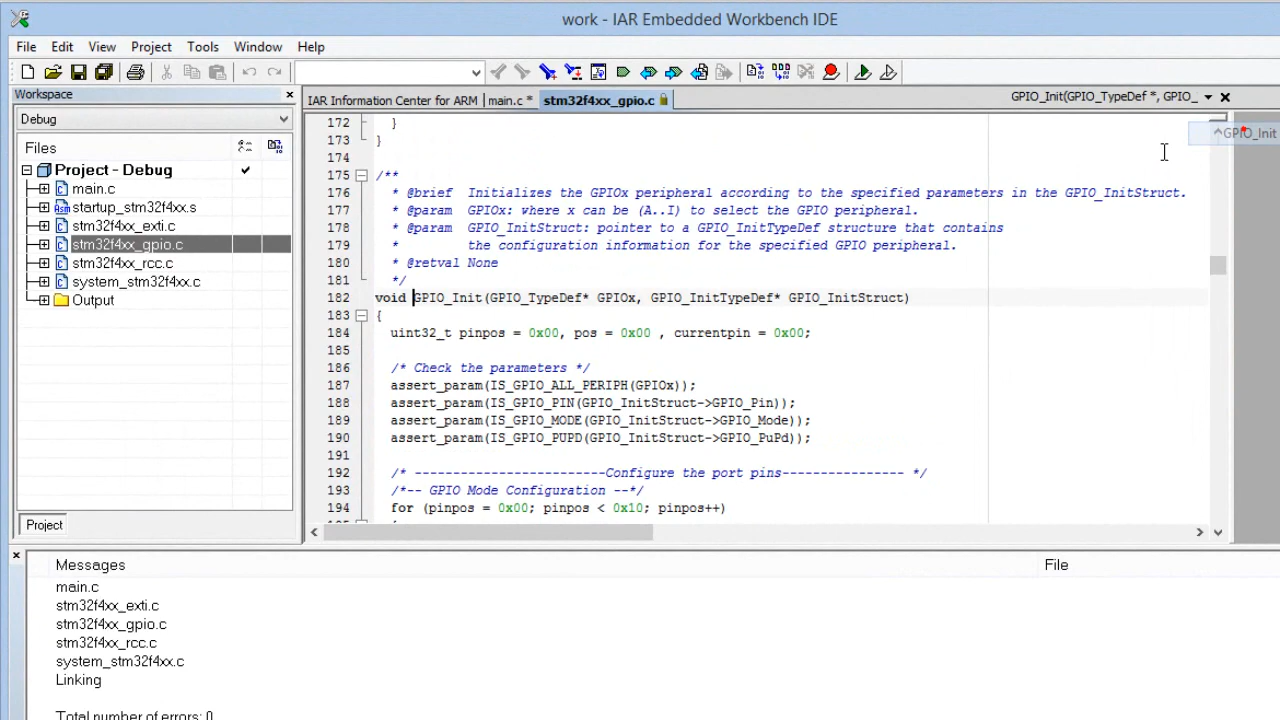 work - IAR Embedded Workbench IDE
File Edit View Project Tools Window Help
Workspace
IAR Information Center for ARM main.c * stm32f4xx_gpio.c
GPIO_Init(GPIO_TypeDef *, GPIO_
Debug
Files
Project - Debug
main.c
startup_stm32f4xx.s
stm32f4xx_exti.c
stm32f4xx_gpio.c
stm32f4xx_rcc.c
system_stm32f4xx.c
Output
Project
GPIO_Init
172 }
173 }
174
175 /**
176 * @brief Initializes the GPIOx peripheral according to the specified parameters in the GPIO_InitStruct.
177 * @param GPIOx: where x can be (A..I) to select the GPIO peripheral.
178 * @param GPIO_InitStruct: pointer to a GPIO_InitTypeDef structure that contains
179 * the configuration information for the specified GPIO peripheral.
180 * @retval None
181 */
182 void GPIO_Init(GPIO_TypeDef* GPIOx, GPIO_InitTypeDef* GPIO_InitStruct)
183 {
184 uint32_t pinpos = 0x00, pos = 0x00 , currentpin = 0x00;
185
186 /* Check the parameters */
187 assert_param(IS_GPIO_ALL_PERIPH(GPIOx));
188 assert_param(IS_GPIO_PIN(GPIO_InitStruct->GPIO_Pin));
189 assert_param(IS_GPIO_MODE(GPIO_InitStruct->GPIO_Mode));
190 assert_param(IS_GPIO_PUPD(GPIO_InitStruct->GPIO_PuPd));
191
192 /* -------------------------Configure the port pins---------------- */
193 /*-- GPIO Mode Configuration --*/
194 for (pinpos = 0x00; pinpos < 0x10; pinpos++)
Messages File
main.c
stm32f4xx_exti.c
stm32f4xx_gpio.c
stm32f4xx_rcc.c
system_stm32f4xx.c
Linking
Total number of errors: 0